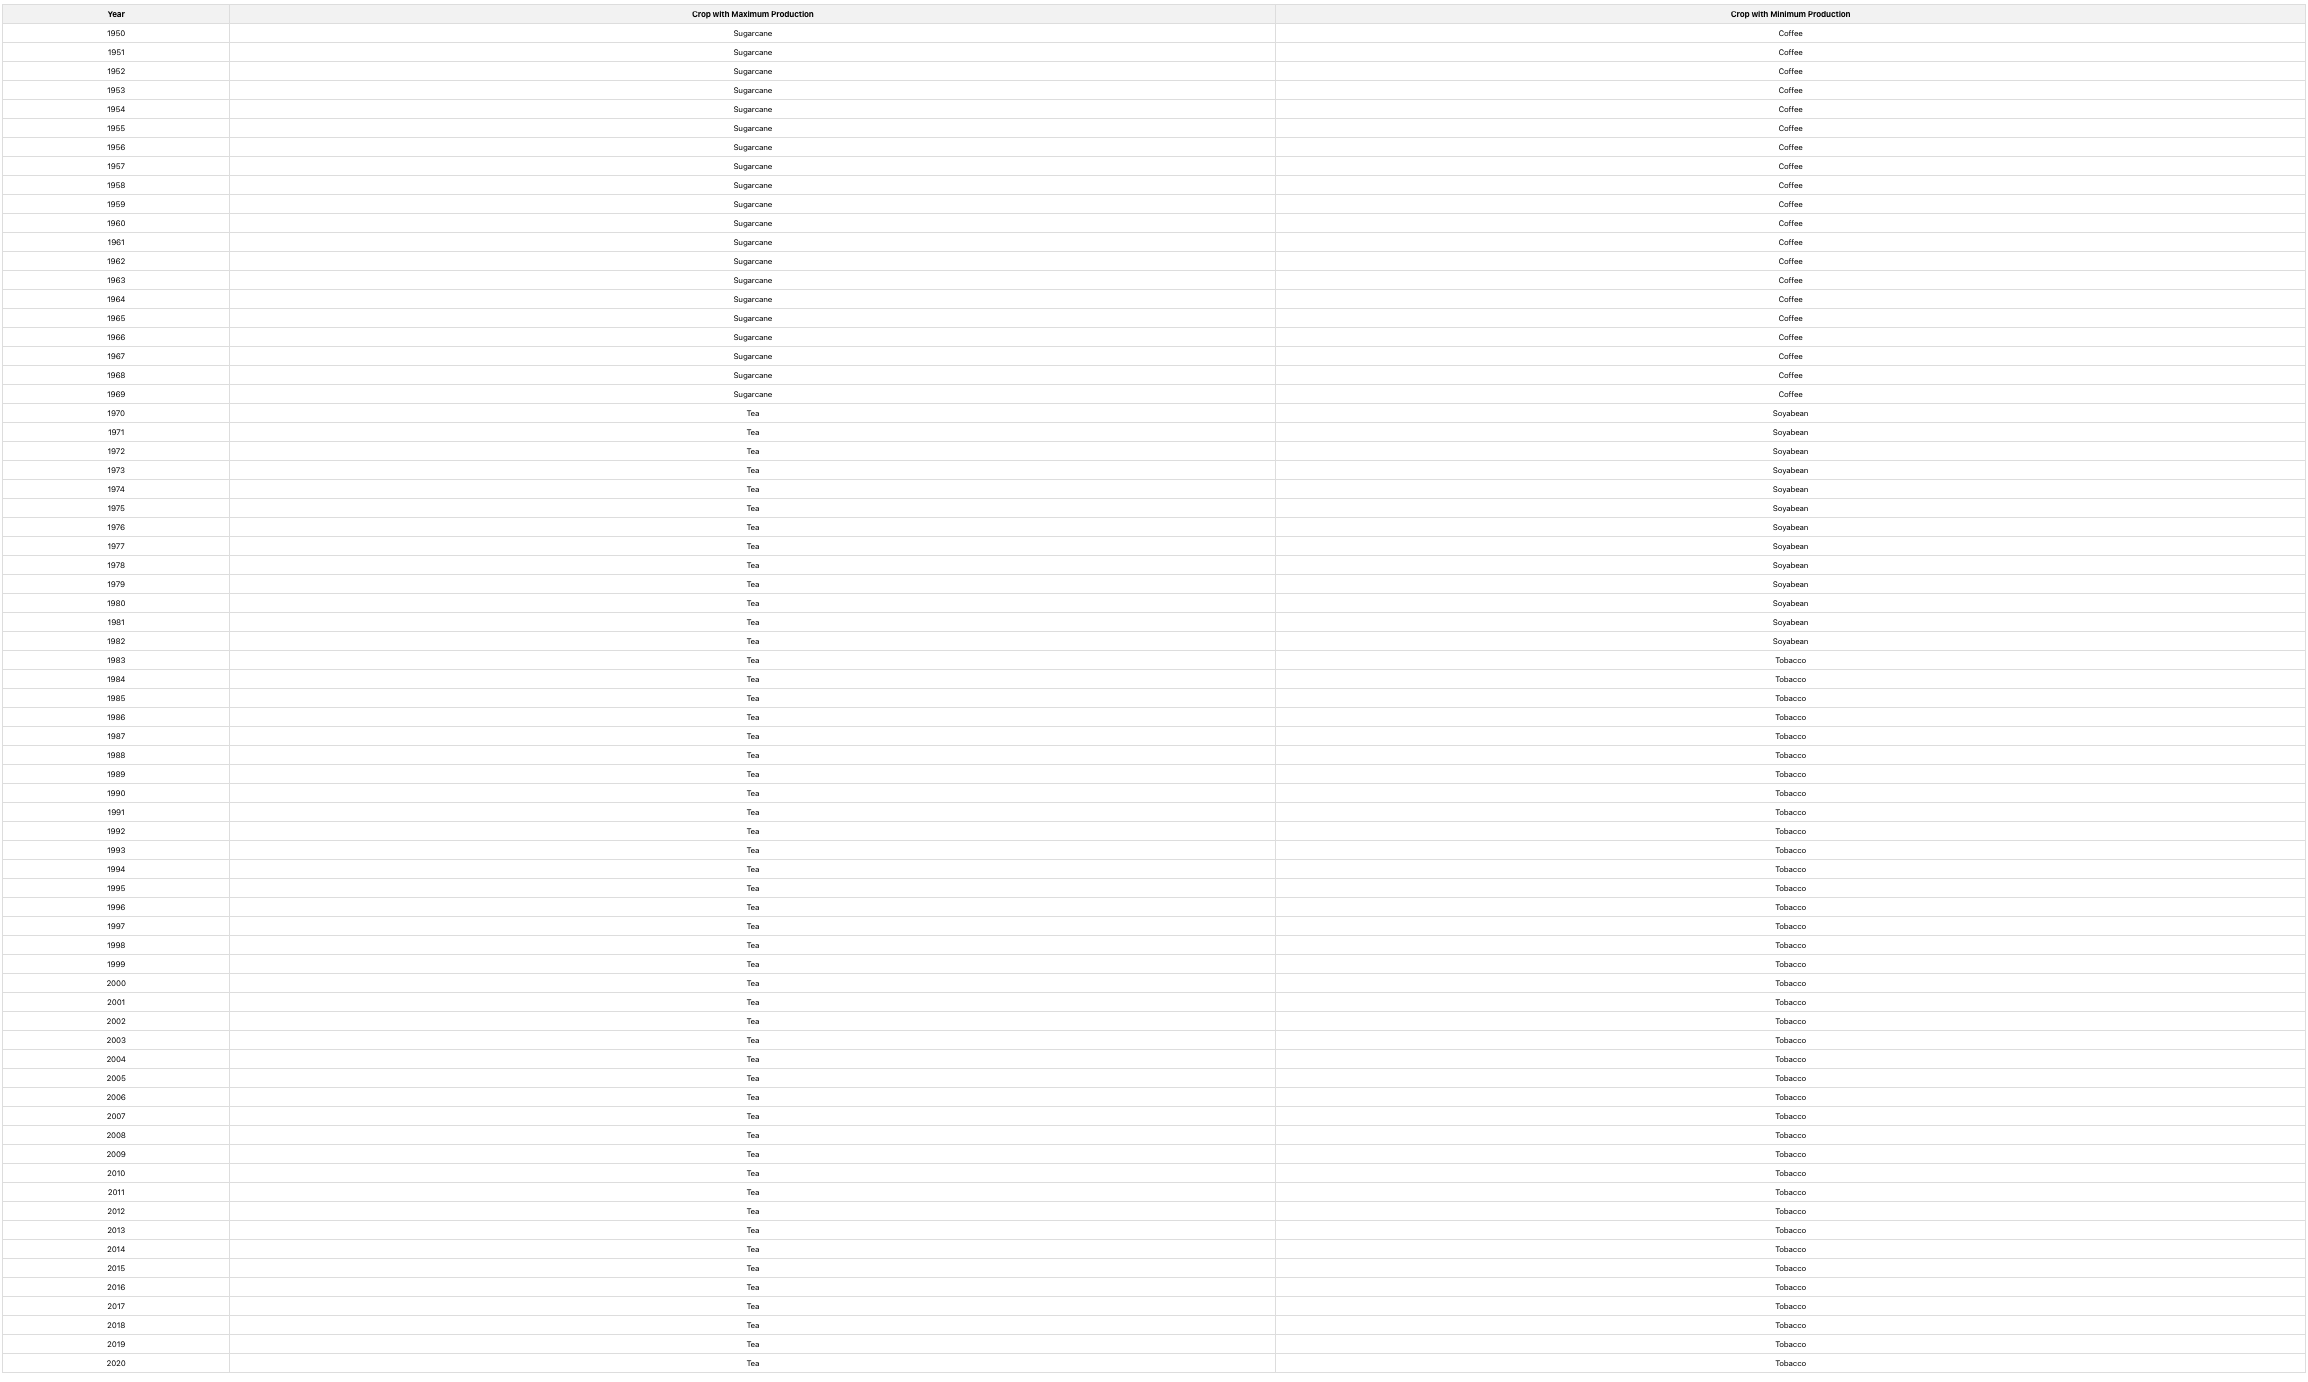 Year Crop with Maximum Production Crop with Minimum Production
1950 Sugarcane Coffee
1951 Sugarcane Coffee
1952 Sugarcane Coffee
1953 Sugarcane Coffee
1954 Sugarcane Coffee
1955 Sugarcane Coffee
1956 Sugarcane Coffee
1957 Sugarcane Coffee
1958 Sugarcane Coffee
1959 Sugarcane Coffee
1960 Sugarcane Coffee
1961 Sugarcane Coffee
1962 Sugarcane Coffee
1963 Sugarcane Coffee
1964 Sugarcane Coffee
1965 Sugarcane Coffee
1966 Sugarcane Coffee
1967 Sugarcane Coffee
1968 Sugarcane Coffee
1969 Sugarcane Coffee
1970 Tea Soyabean
1971 Tea Soyabean
1972 Tea Soyabean
1973 Tea Soyabean
1974 Tea Soyabean
1975 Tea Soyabean
1976 Tea Soyabean
1977 Tea Soyabean
1978 Tea Soyabean
1979 Tea Soyabean
1980 Tea Soyabean
1981 Tea Soyabean
1982 Tea Soyabean
1983 Tea Tobacco
1984 Tea Tobacco
1985 Tea Tobacco
1986 Tea Tobacco
1987 Tea Tobacco
1988 Tea Tobacco
1989 Tea Tobacco
1990 Tea Tobacco
1991 Tea Tobacco
1992 Tea Tobacco
1993 Tea Tobacco
1994 Tea Tobacco
1995 Tea Tobacco
1996 Tea Tobacco
1997 Tea Tobacco
1998 Tea Tobacco
1999 Tea Tobacco
2000 Tea Tobacco
2001 Tea Tobacco
2002 Tea Tobacco
2003 Tea Tobacco
2004 Tea Tobacco
2005 Tea Tobacco
2006 Tea Tobacco
2007 Tea Tobacco
2008 Tea Tobacco
2009 Tea Tobacco
2010 Tea Tobacco
2011 Tea Tobacco
2012 Tea Tobacco
2013 Tea Tobacco
2014 Tea Tobacco
2015 Tea Tobacco
2016 Tea Tobacco
2017 Tea Tobacco
2018 Tea Tobacco
2019 Tea Tobacco
2020 Tea Tobacco